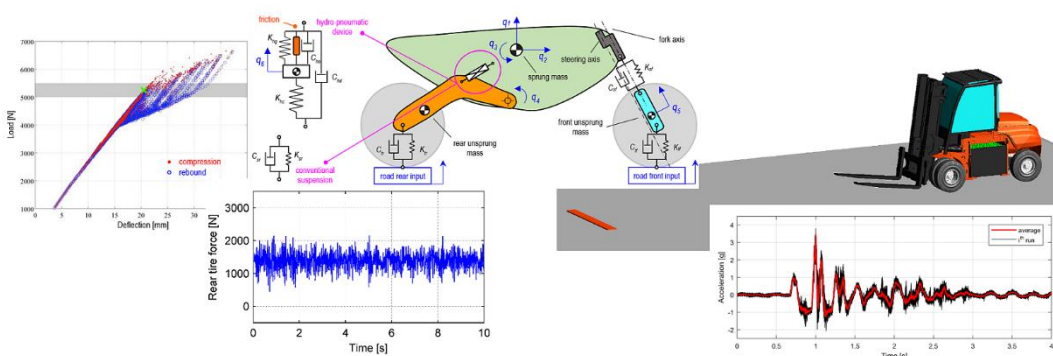 7000
6000
5000
4000
3000
2000
1000
0
5
10
15
20
25
30
Load [N]
Deflection [mm]
compression
rebound
friction
hydro-pneumatic
device
q6
conventional
suspension
q1
q2
q3
q4
q5
sprung mass
steering axis
fork axis
front unsprung
mass
rear unsprung
mass
road rear input
road front input
3000
2000
1000
0
Rear tire force [N]
0
2
4
6
8
10
Time [s]
4
3
2
1
0
-1
-2
Acceleration [g]
average
i th run
0
0.5
1
1.5
2
2.5
3
3.5
4